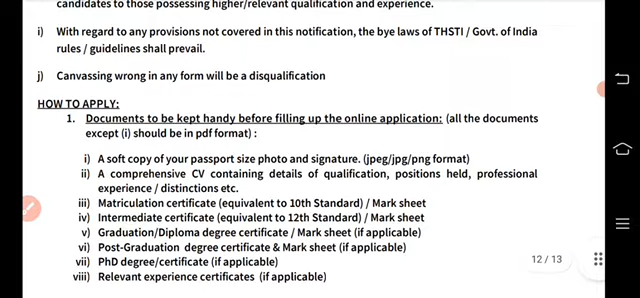 candidates to those possessing higher/relevant qualification and experience.
i) With regard to any provisions not covered in this notification, the bye laws of THSTI / Govt. of India
rules / guidelines shall prevail.
j) Canvassing wrong in any form will be a disqualification
HOW TO APPLY:
1. Documents to be kept handy before filling up the online application: (all the documents
except (i) should be in pdf format) :
i) A soft copy of your passport size photo and signature. (jpeg/jpg/png format)
ii) A comprehensive CV containing details of qualification, positions held, professional
experience / distinctions etc.
iii) Matriculation certificate (equivalent to 10th Standard) / Mark sheet
iv) Intermediate certificate (equivalent to 12th Standard) / Mark sheet
v) Graduation/Diploma degree certificate / Mark sheet (if applicable)
vi) Post-Graduation degree certificate & Mark sheet (if applicable)
vii) PhD degree/certificate (if applicable)
viii) Relevant experience certificates (if applicable)
12 / 13